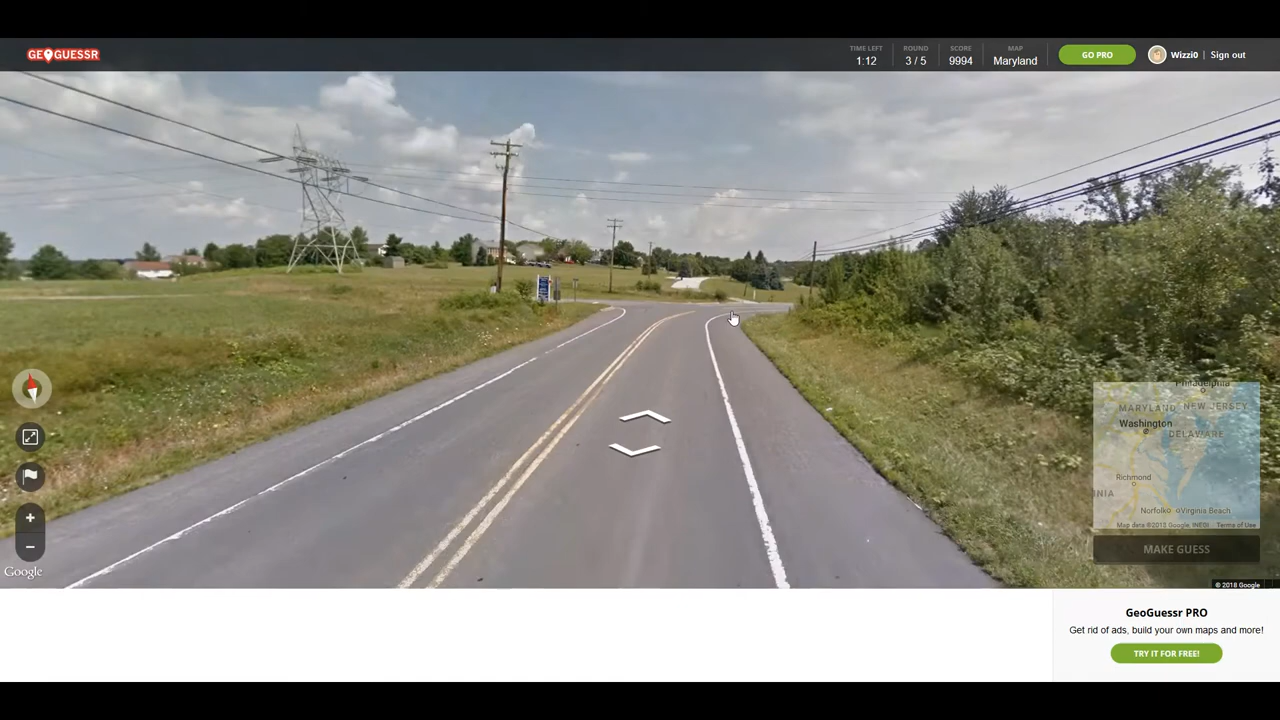 GEOGUESSR
TIME LEFT
1:12
ROUND
3 / 5
SCORE
9994
MAP
Maryland
GO PRO
Wizzi0 | Sign out
Philadelphia
MARYLAND NEW JERSEY
Washington
DELAWARE
Richmond
INIA
Norfolk Virginia Beach
Map data ©2013 Google, INEGI Terms of Use
MAKE GUESS
Google
© 2018 Google
GeoGuessr PRO
Get rid of ads, build your own maps and more!
TRY IT FOR FREE!